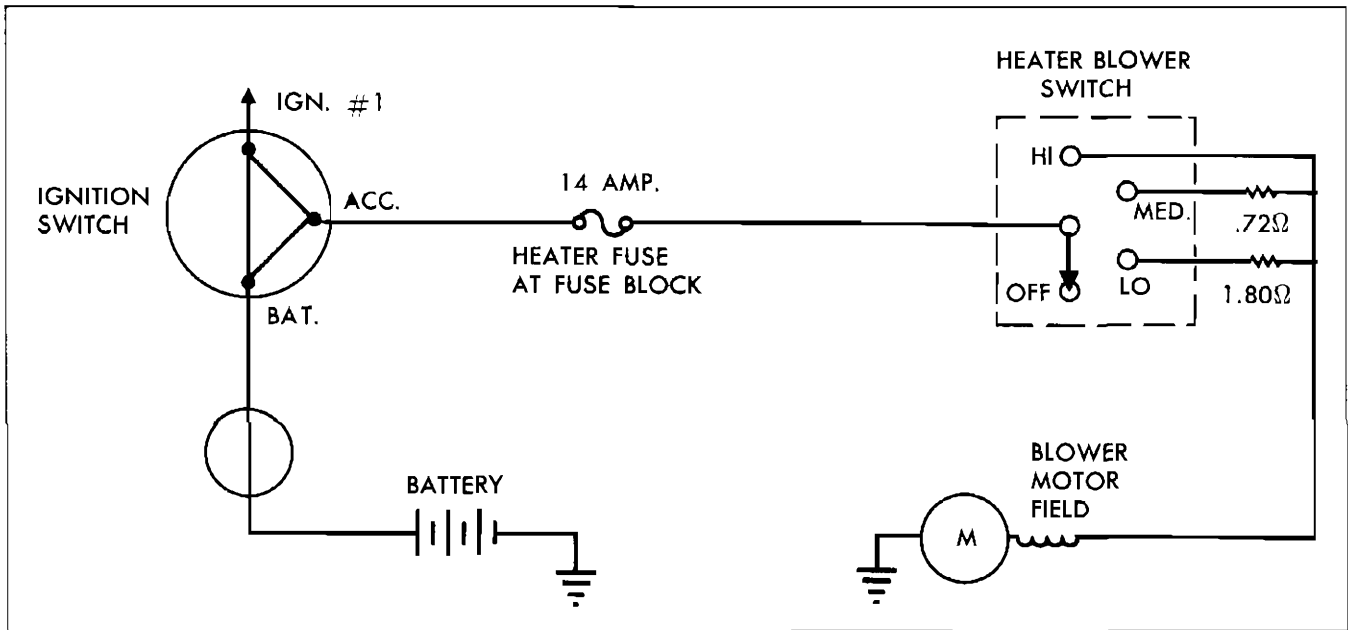 IGN. #1
IGNITION
SWITCH
ACC.
BAT.
14 AMP.
HEATER FUSE
AT FUSE BLOCK
HEATER BLOWER
SWITCH
HI
MED.
.72Ω
LO
1.80Ω
OFF
BATTERY
BLOWER
MOTOR
FIELD
M